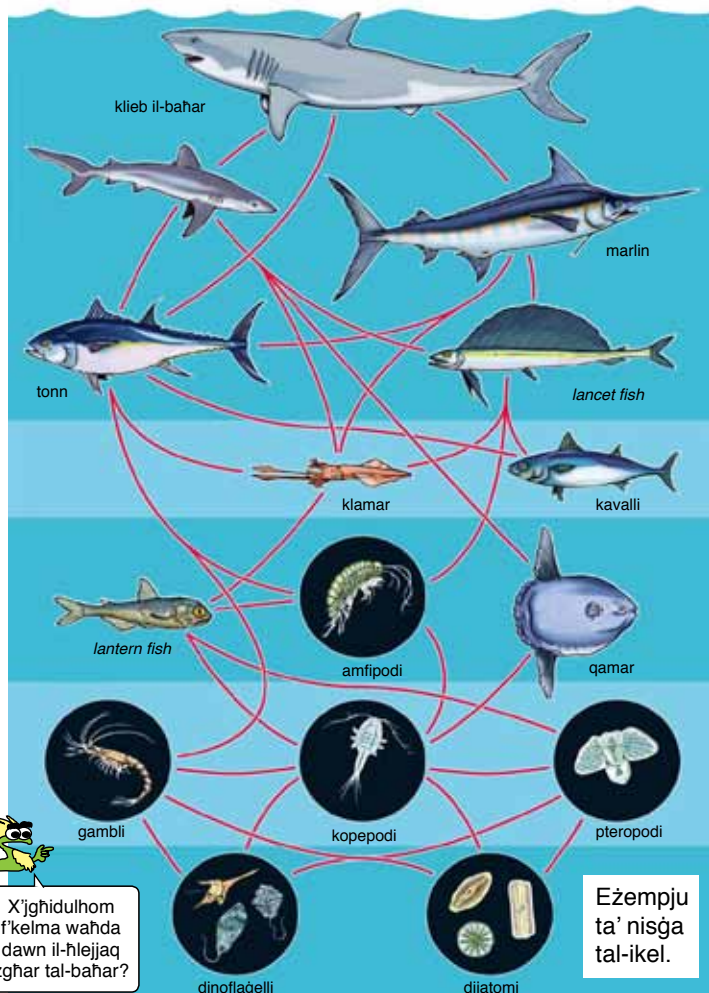 klieb il-baħar
marlin
tonn
lancet fish
klamar
kavalli
lantern fish
amfipodi
qamar
gambli
kopepodi
pteropodi
X'jgħidulhom
f'kelma waħda
dawn il-ħlejjaq
żgħar tal-baħar?
Eżempju
ta' nisġa
tal-ikel.
dinoflaġelli
dijatomi